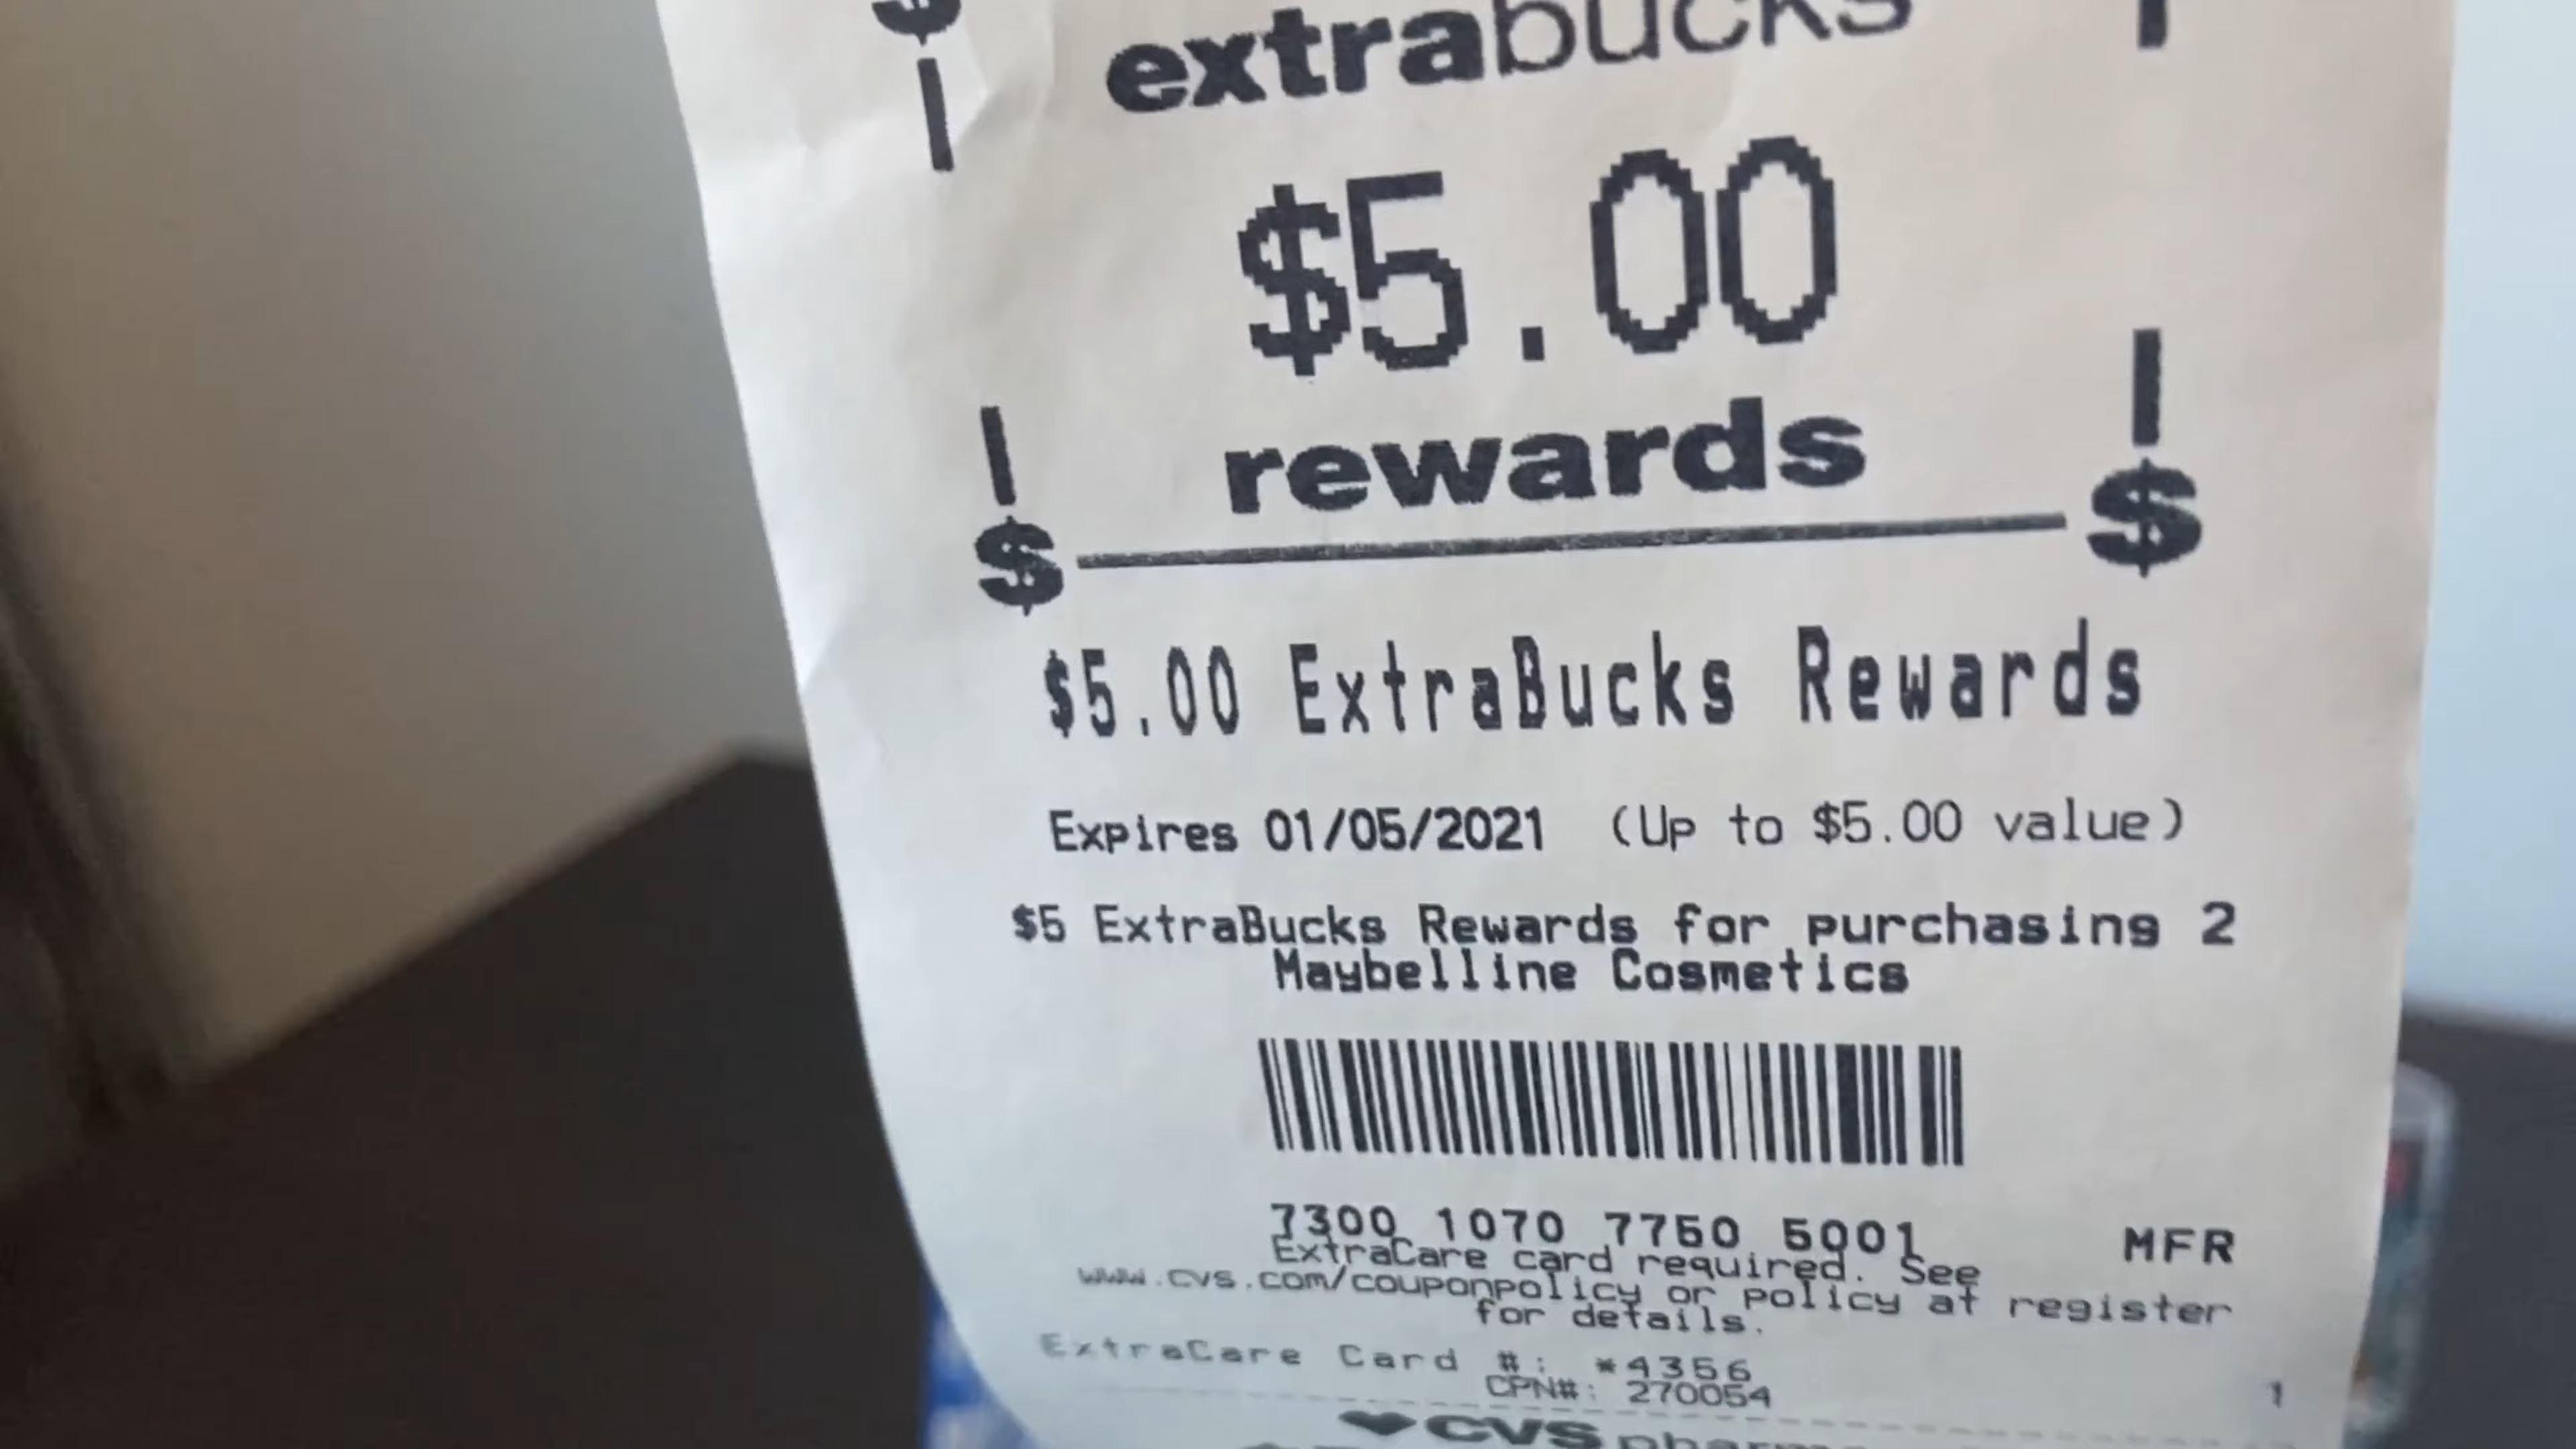 extrabucks
$5.00
rewards
$5.00 ExtraBucks Rewards
Expires 01/05/2021 (Up to $5.00 value)
$5 ExtraBucks Rewards for purchasing 2
Maybelline Cosmetics
7300 1070 7750 5001 MFR
ExtraCare card required. See
www.cvs.com/couponpolicy or policy at register
for details.
ExtraCare Card #: *4356
CPN#: 270054
1
CVS